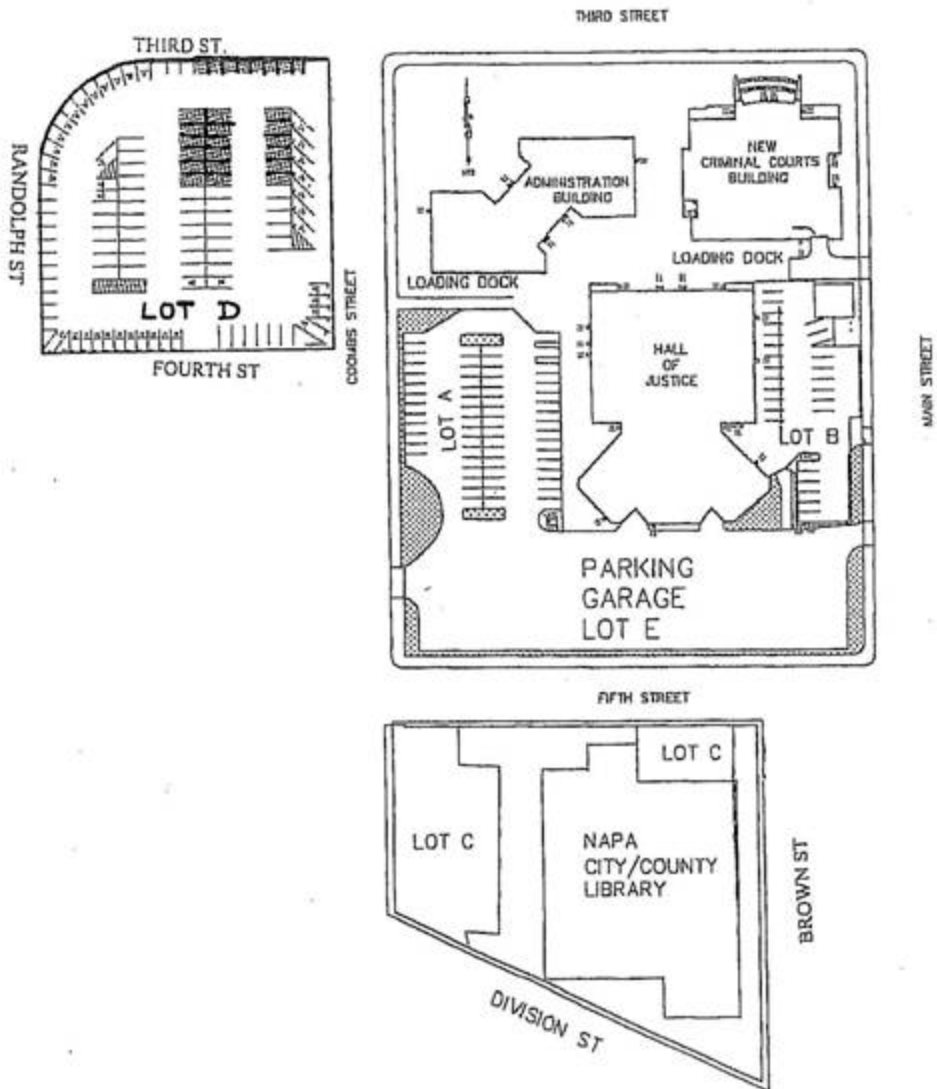 THIRD STREET
THIRD ST.
RANDOLPH ST
LOT D
FOURTH ST
COOMBS STREET
ADMINISTRATION
BUILDING
NEW
CRIMINAL COURTS
BUILDING
LOADING DOCK
LOADING DOCK
HALL
OF
JUSTICE
LOT A
LOT B
MAIN STREET
PARKING
GARAGE
LOT E
FIFTH STREET
LOT C
LOT C
NAPA
CITY/COUNTY
LIBRARY
BROWN ST
DIVISION ST